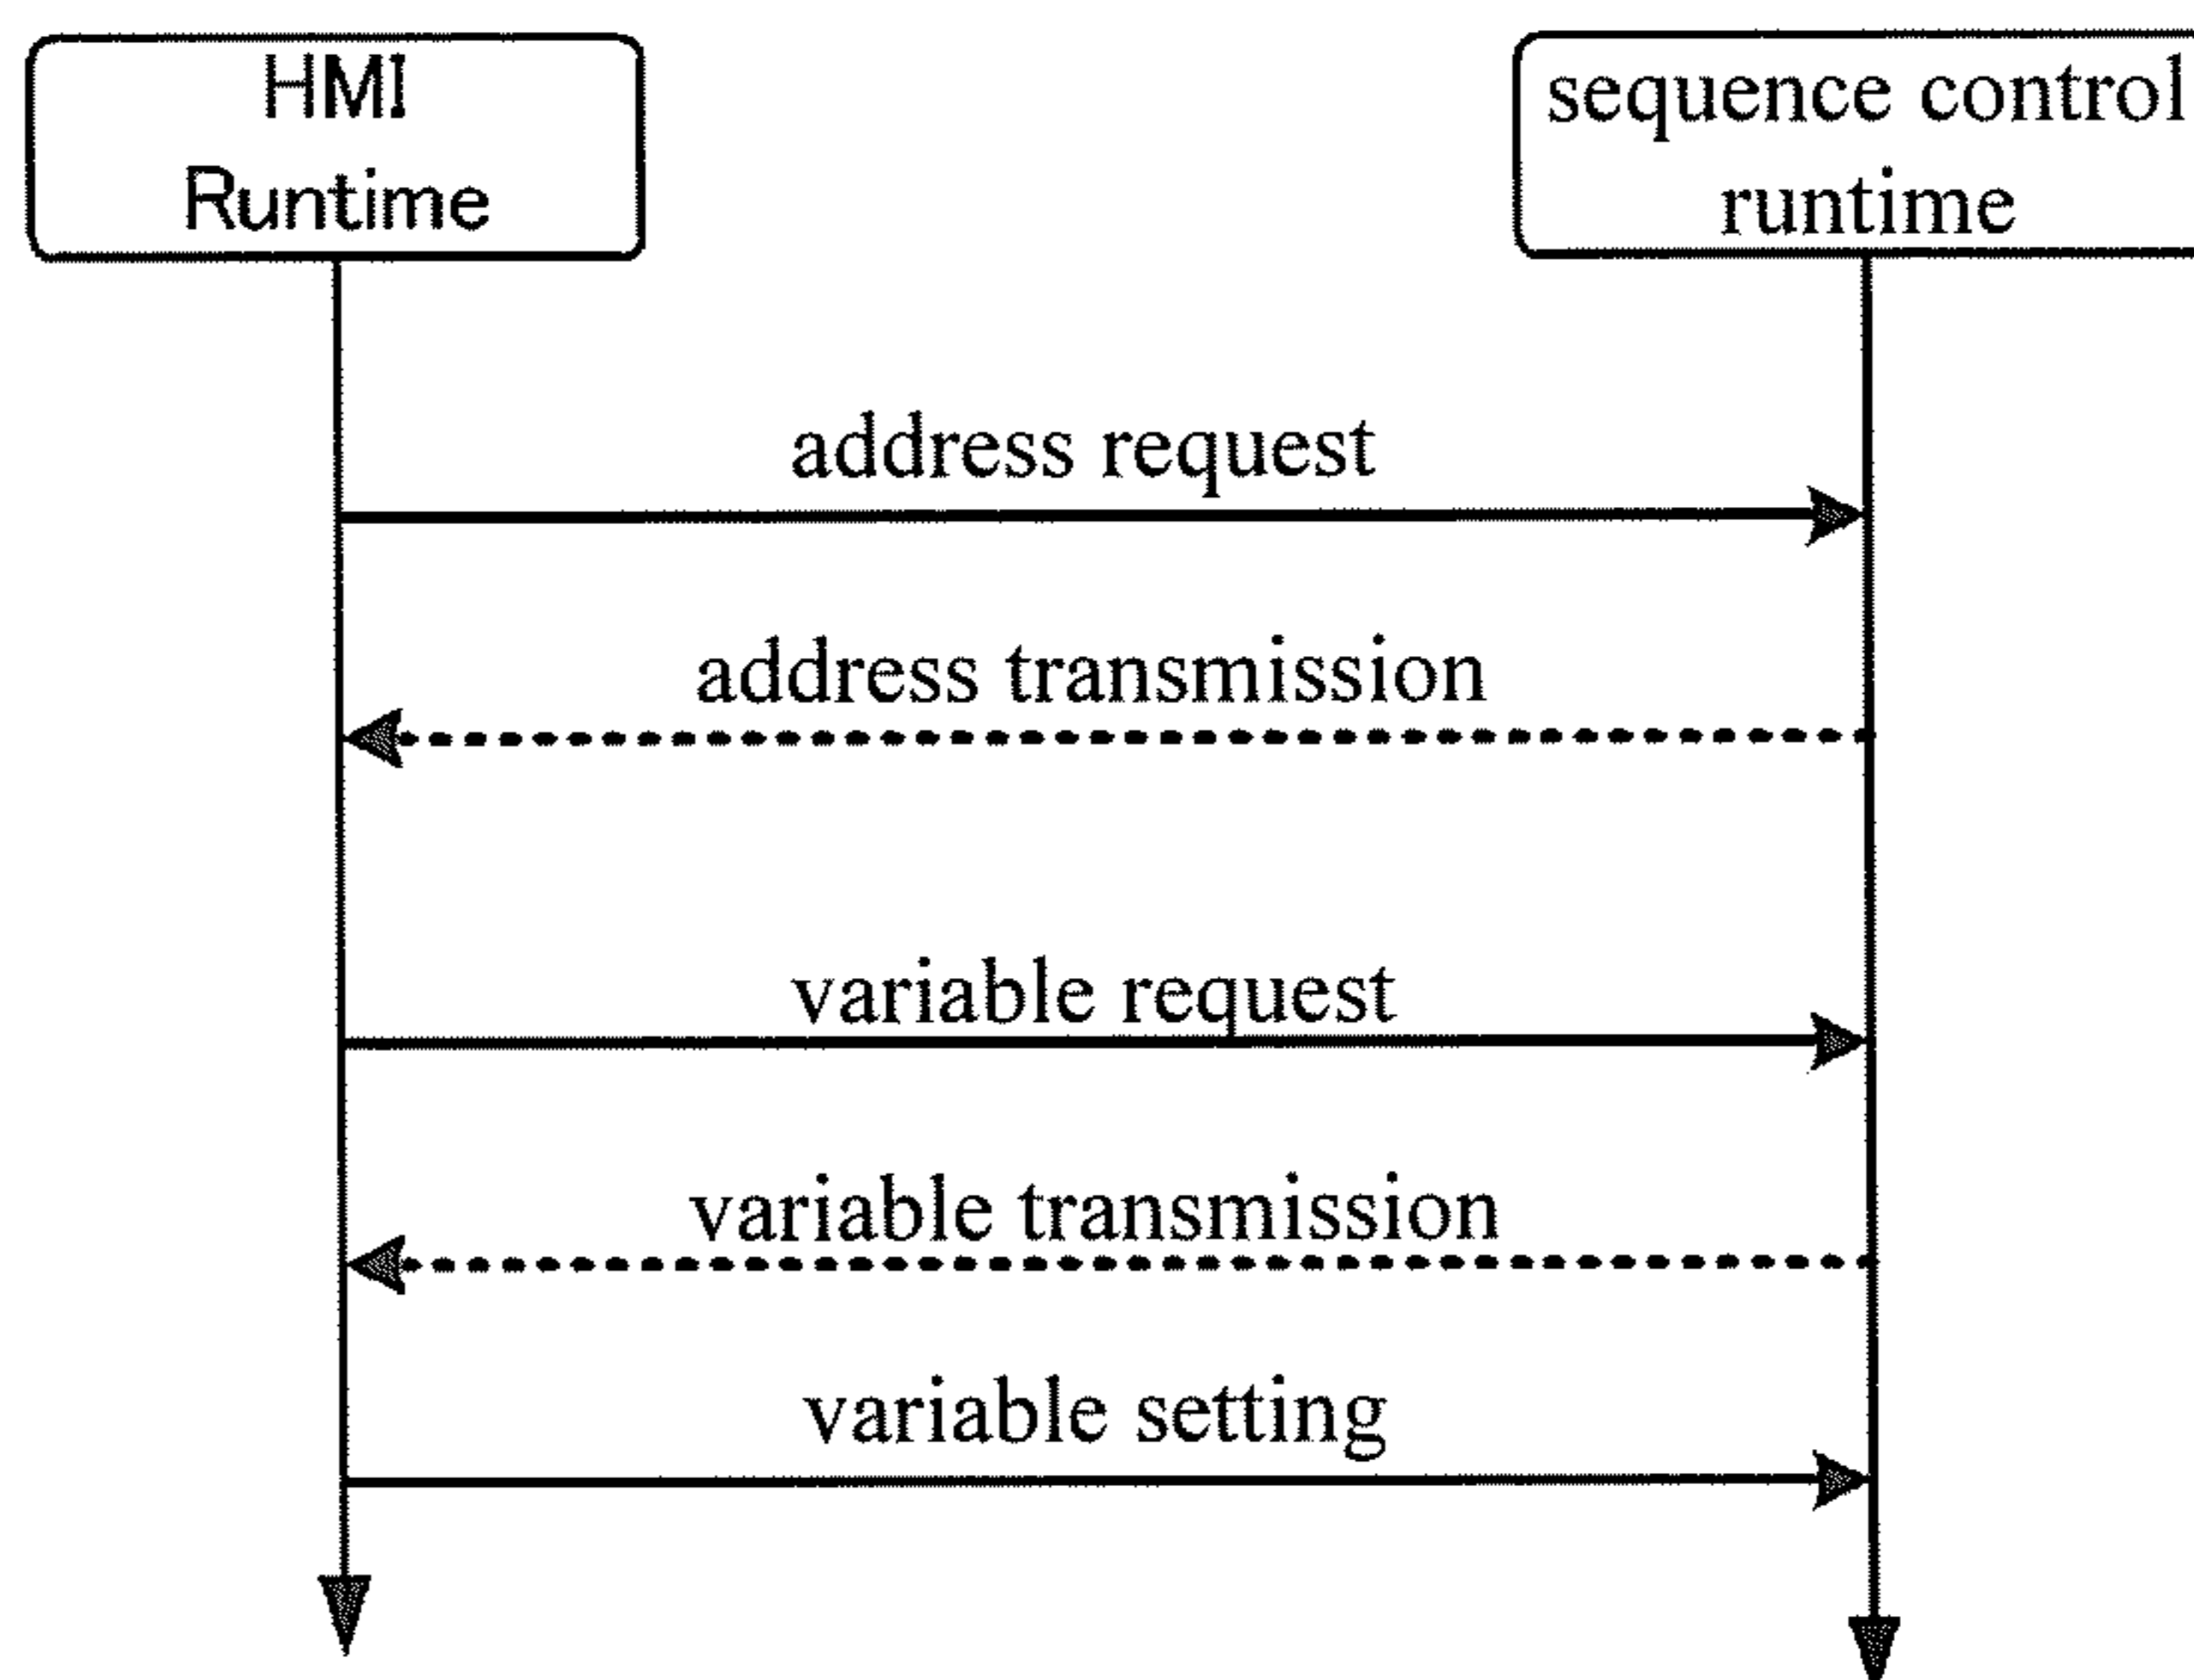 HMI
Runtime
sequence control
runtime
address request
address transmission
variable request
variable transmission
variable setting